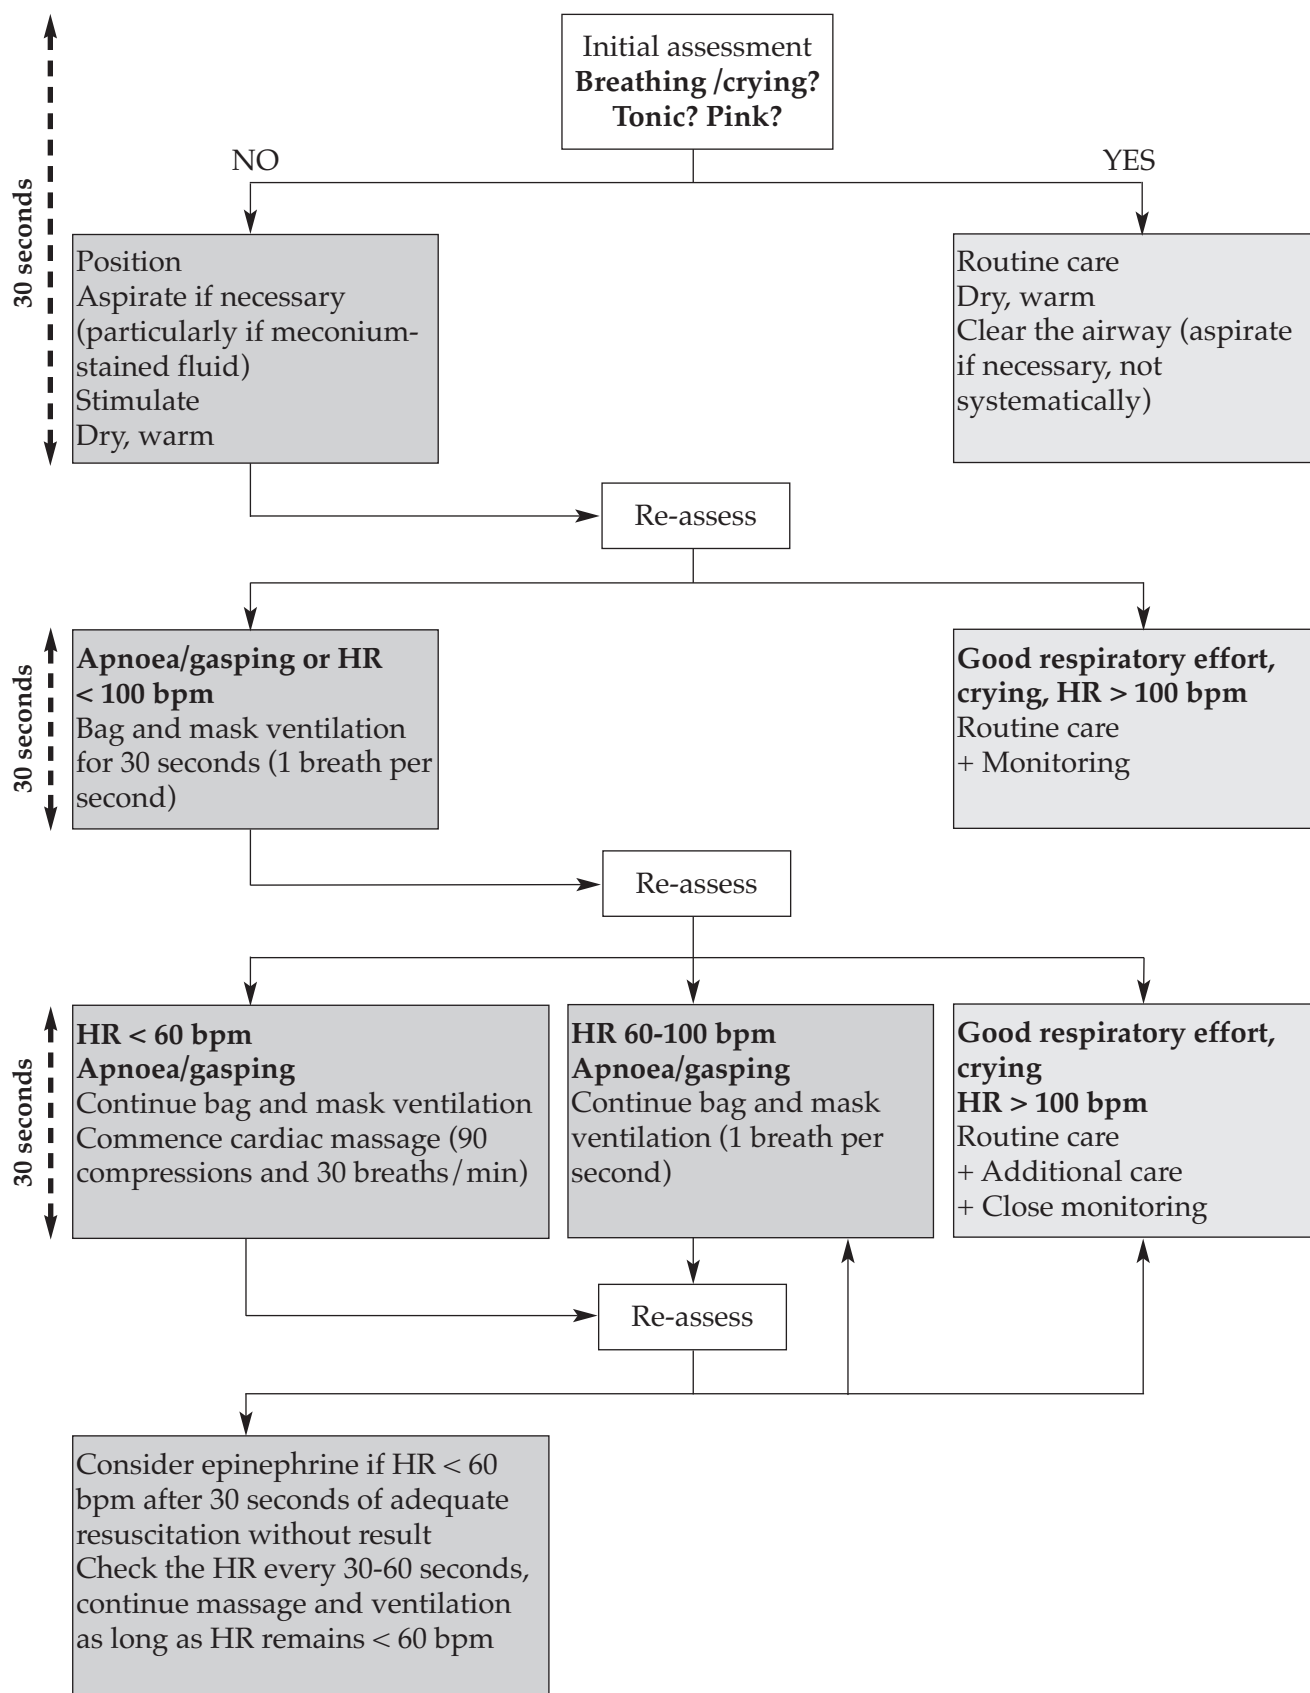 Initial assessment
Breathing /crying?
Tonic? Pink?
NO
YES
30 seconds
Position
Aspirate if necessary
(particularly if meconium-
stained fluid)
Stimulate
Dry, warm
Routine care
Dry, warm
Clear the airway (aspirate
if necessary, not
systematically)
Re-assess
30 seconds
Apnoea/gasping or HR
< 100 bpm
Bag and mask ventilation
for 30 seconds (1 breath per
second)
Good respiratory effort,
crying, HR > 100 bpm
Routine care
+ Monitoring
Re-assess
30 seconds
HR < 60 bpm
Apnoea/gasping
Continue bag and mask ventilation
Commence cardiac massage (90
compressions and 30 breaths/min)
HR 60-100 bpm
Apnoea/gasping
Continue bag and mask
ventilation (1 breath per
second)
Good respiratory effort,
crying
HR > 100 bpm
Routine care
+ Additional care
+ Close monitoring
Re-assess
Consider epinephrine if HR < 60
bpm after 30 seconds of adequate
resuscitation without result
Check the HR every 30-60 seconds,
continue massage and ventilation
as long as HR remains < 60 bpm